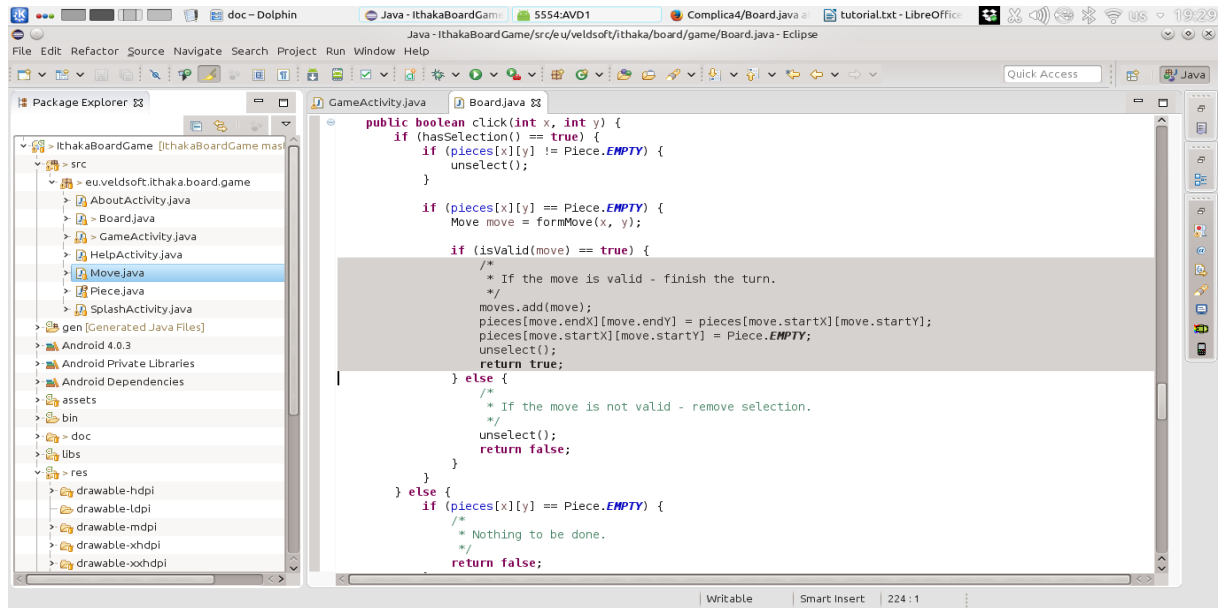 doc – Dolphin
Java - IthakaBoardGame
5554:AVD1
Complica4/Board.java a
tutorial.txt - LibreOffice
us
19:29
Java - IthakaBoardGame/src/eu/veldsoft/ithaka/board/game/Board.java - Eclipse
File Edit Refactor Source Navigate Search Project Run Window Help
Quick Access
Java
Package Explorer
GameActivity.java
Board.java
> IthakaBoardGame [IthakaBoardGame mast
> src
> eu.veldsoft.ithaka.board.game
AboutActivity.java
> Board.java
> GameActivity.java
HelpActivity.java
Move.java
Piece.java
SplashActivity.java
gen [Generated Java Files]
Android 4.0.3
Android Private Libraries
Android Dependencies
assets
bin
> doc
libs
> res
drawable-hdpi
drawable-ldpi
drawable-mdpi
drawable-xhdpi
drawable-xxhdpi
public boolean click(int x, int y) {
if (hasSelection() == true) {
if (pieces[x][y] != Piece.EMPTY) {
unselect();
}
if (pieces[x][y] == Piece.EMPTY) {
Move move = formMove(x, y);
if (isValid(move) == true) {
/*
* If the move is valid - finish the turn.
*/
moves.add(move);
pieces[move.endX][move.endY] = pieces[move.startX][move.startY];
pieces[move.startX][move.startY] = Piece.EMPTY;
unselect();
return true;
} else {
/*
* If the move is not valid - remove selection.
*/
unselect();
return false;
}
}
} else {
if (pieces[x][y] == Piece.EMPTY) {
/*
* Nothing to be done.
*/
return false;
Writable
Smart Insert
224 : 1